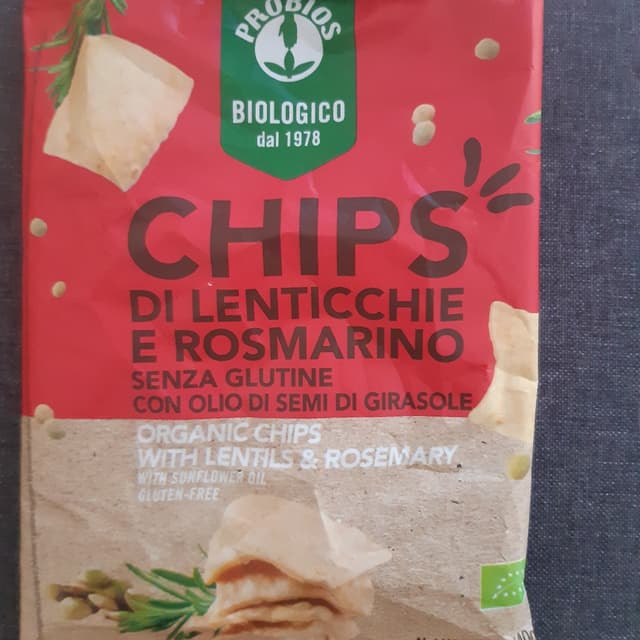 PROBIOS
BIOLOGICO
dal 1978
CHIPS
DI LENTICCHIE
E ROSMARINO
SENZA GLUTINE
CON OLIO DI SEMI DI GIRASOLE
ORGANIC CHIPS
WITH LENTILS & ROSEMARY
WITH SUNFLOWER OIL
GLUTEN-FREE